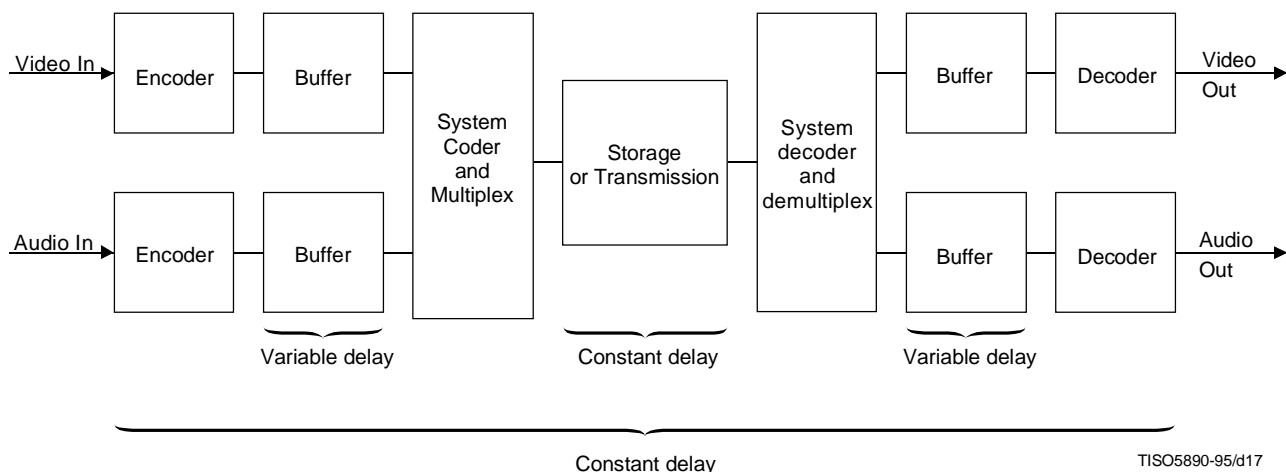 Video In
Encoder
Buffer
Buffer
Decoder
Video
Out
System
Coder
and
Multiplex
Storage
or Transmission
System
decoder
and
demultiplex
Audio In
Encoder
Buffer
Buffer
Decoder
Audio
Out
Variable delay
Constant delay
Variable delay
Constant delay
TISO5890-95/d17